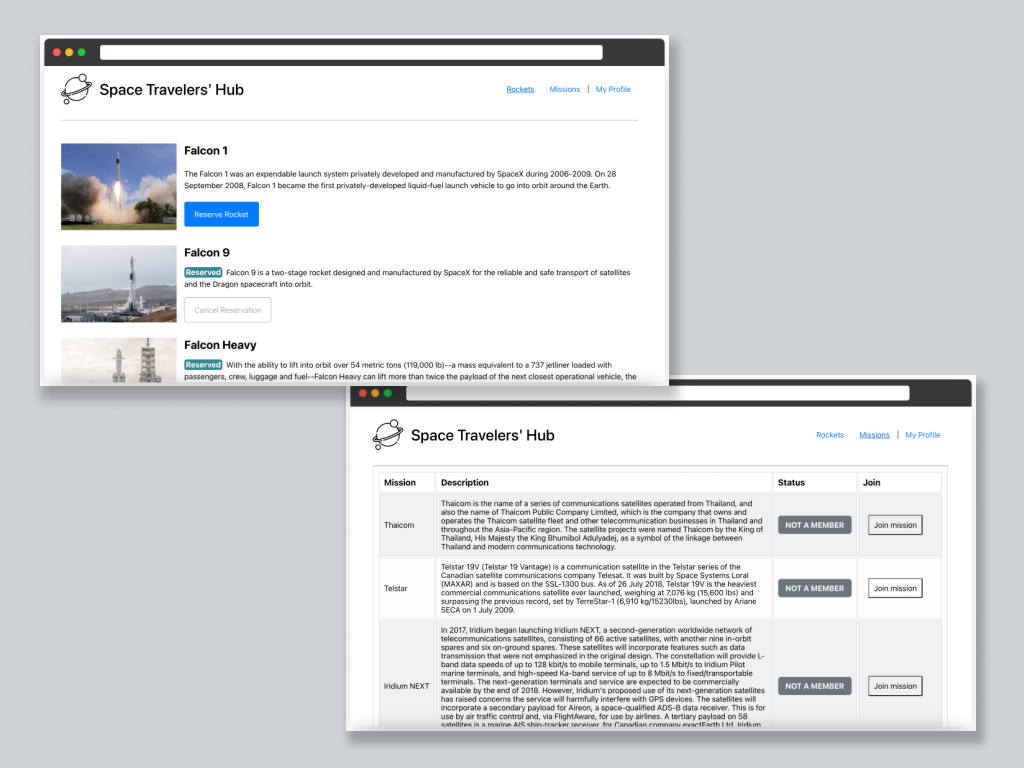 Space Travelers' Hub
Rockets
Missions | My Profile
Falcon 1
The Falcon 1 was an expendable launch system privately developed and manufactured by SpaceX during 2006-2009. On 28
September 2008, Falcon 1 became the first privately-developed liquid-fuel launch vehicle to go into orbit around the Earth.
Reserve Rocket
Falcon 9
Reserved Falcon 9 is a two-stage rocket designed and manufactured by SpaceX for the reliable and safe transport of satellites
and the Dragon spacecraft into orbit.
Cancel Reservation
Falcon Heavy
Reserved With the ability to lift into orbit over 54 metric tons (119,000 lb)--a mass equivalent to a 737 jetliner loaded with
passengers, crew, luggage and fuel--Falcon Heavy can lift more than twice the payload of the next closest operational vehicle, the
Space Travelers' Hub
Rockets
Missions | My Profile
Mission Description Status Join
Thaicom
Thaicom is the name of a series of communications satellites operated from Thailand, and
also the name of Thaicom Public Company Limited, which is the company that owns and
operates the Thaicom satellite fleet and other telecommunication businesses in Thailand and
throughout the Asia-Pacific region. The satellite projects were named Thaicom by the King of
Thailand, His Majesty the King Bhumibol Adulyadej, as a symbol of the linkage between
Thailand and modern communications technology.
NOT A MEMBER
Join mission
Telstar
Telstar 19V (Telstar 19 Vantage) is a communication satellite in the Telstar series of the
Canadian satellite communications company Telesat. It was built by Space Systems Loral
(MAXAR) and is based on the SSL-1300 bus. As of 26 July 2018, Telstar 19V is the heaviest
commercial communications satellite ever launched, weighing at 7,076 kg (15,600 lbs) and
surpassing the previous record, set by TerreStar-1 (6,910 kg/15230lbs), launched by Ariane
5ECA on 1 July 2009.
NOT A MEMBER
Join mission
Iridium NEXT
In 2017, Iridium began launching Iridium NEXT, a second-generation worldwide network of
telecommunications satellites, consisting of 66 active satellites, with another nine in-orbit
spares and six on-ground spares. These satellites will incorporate features such as data
transmission that were not emphasized in the original design. The constellation will provide L-
band data speeds of up to 128 kbit/s to mobile terminals, up to 1.5 Mbit/s to Iridium Pilot
marine terminals, and high-speed Ka-band service of up to 8 Mbit/s to fixed/transportable
terminals. The next-generation terminals and service are expected to be commercially
available by the end of 2018. However, Iridium's proposed use of its next-generation satellites
has raised concerns the service will harmfully interfere with GPS devices. The satellites will
incorporate a secondary payload for Aireon, a space-qualified ADS-B data receiver. This is for
use by air traffic control and, via FlightAware, for use by airlines. A tertiary payload on 58
satellites is a marine AIS ship-tracker receiver, for Canadian company exactEarth Ltd. Iridium
NOT A MEMBER
Join mission